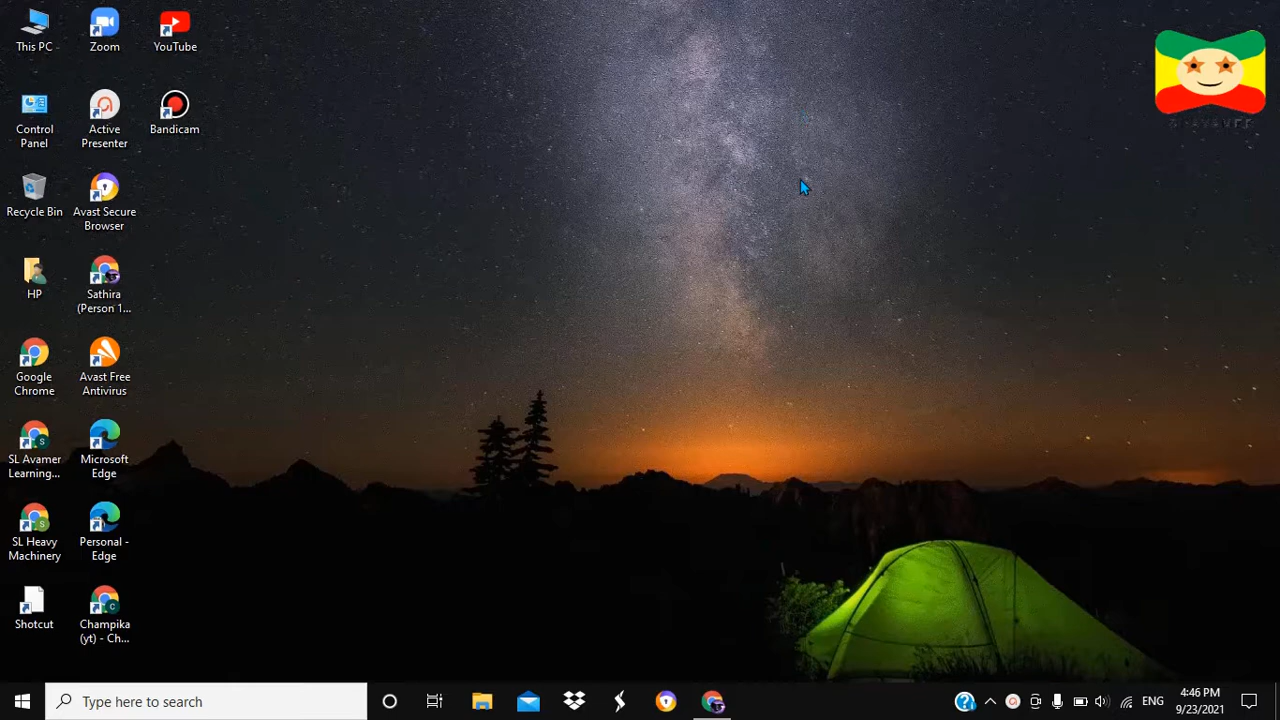 This PC
Zoom
YouTube
Control
Panel
Active
Presenter
Bandicam
Recycle Bin
Avast Secure
Browser
HP
Sathira
(Person 1...
Google
Chrome
Avast Free
Antivirus
SL Avamer
Learning...
Microsoft
Edge
SL Heavy
Machinery
Personal -
Edge
Shotcut
Champika
(yt) - Ch...
Type here to search
ENG
4:46 PM
9/23/2021